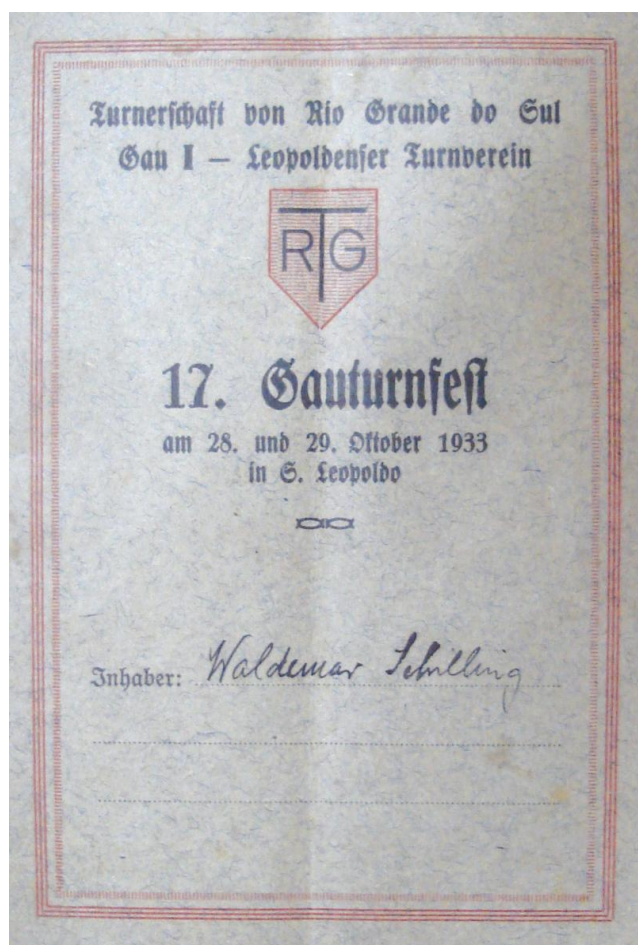 Turnerschaft von Rio Grande do Sul
Gau I — Leopoldenser Turnverein
RTG
17. Gauturnfest
am 28. und 29. Oktober 1933
in S. Leopoldo
Inhaber: Waldemar Schilling